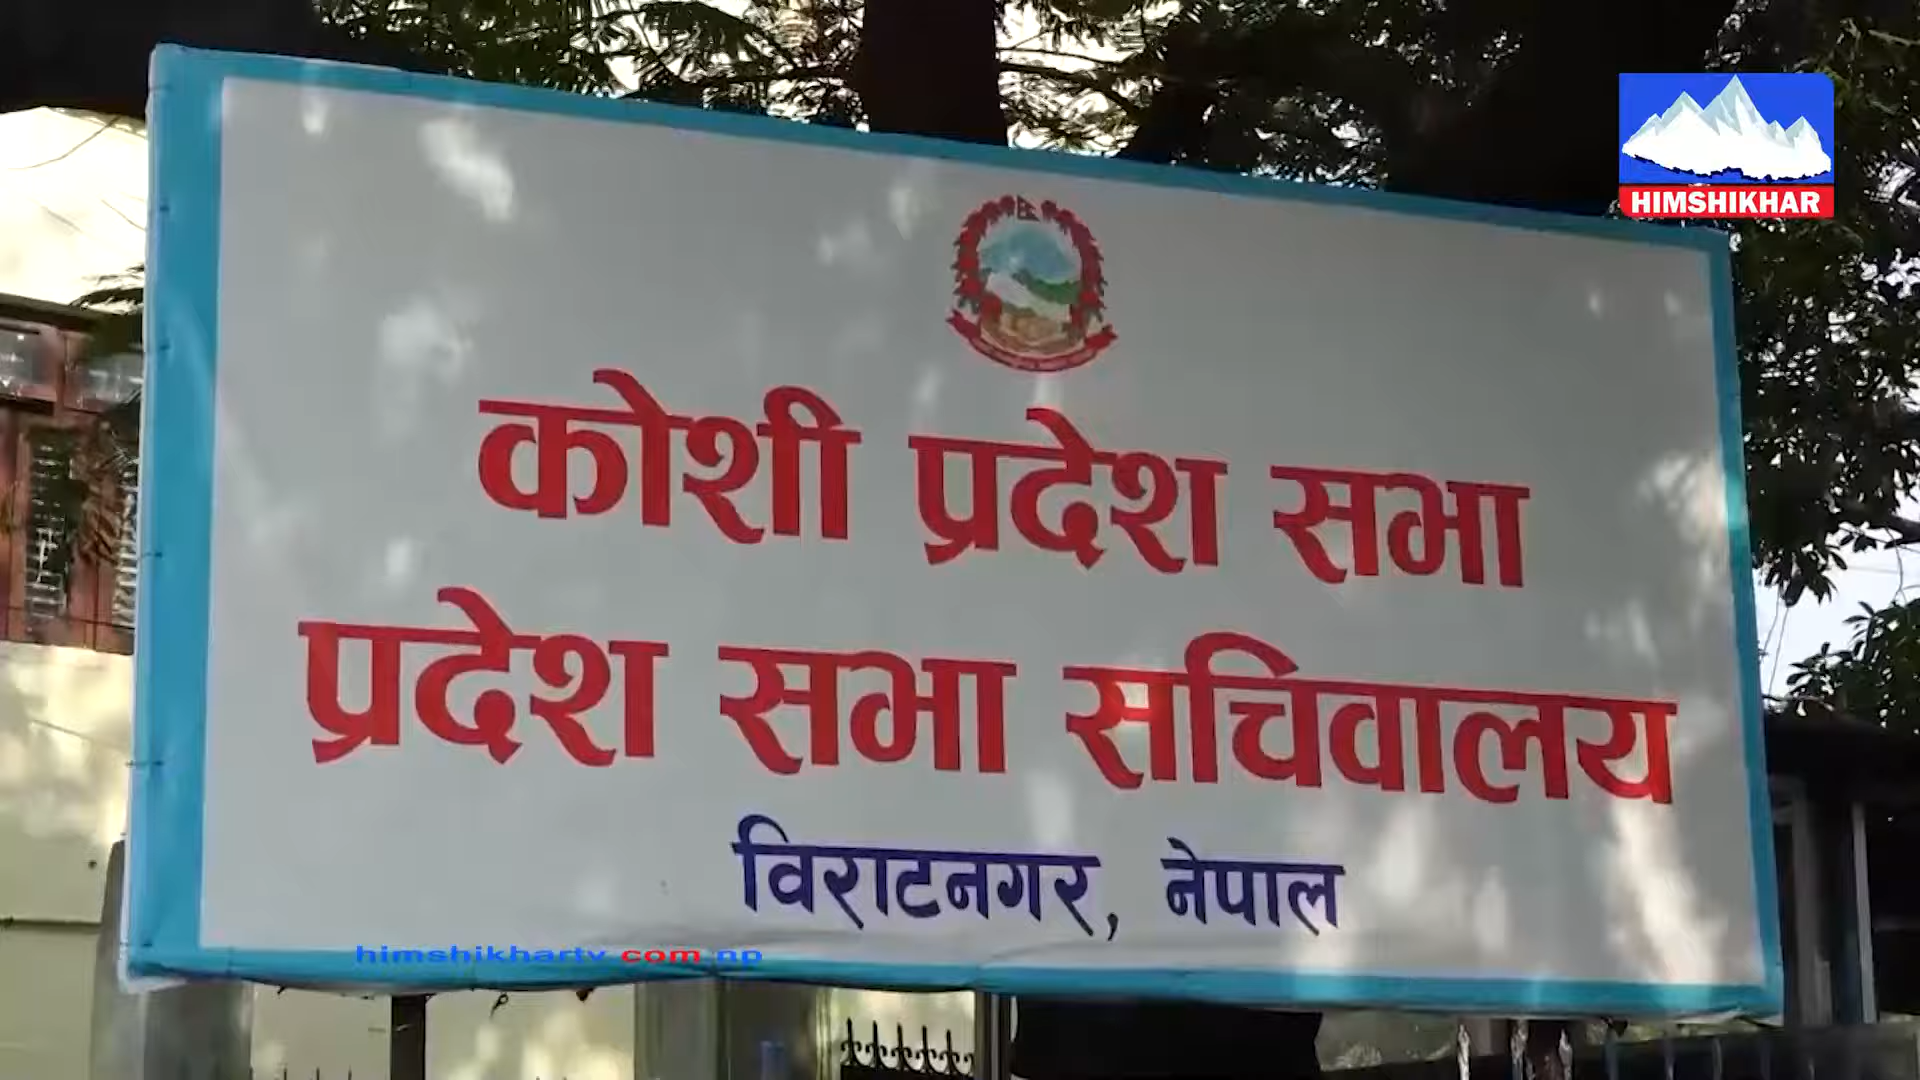 HIMSHIKHAR
कोशी प्रदेश सभा
प्रदेश सभा सचिवालय
विराटनगर, नेपाल
himshikhartv.com.np